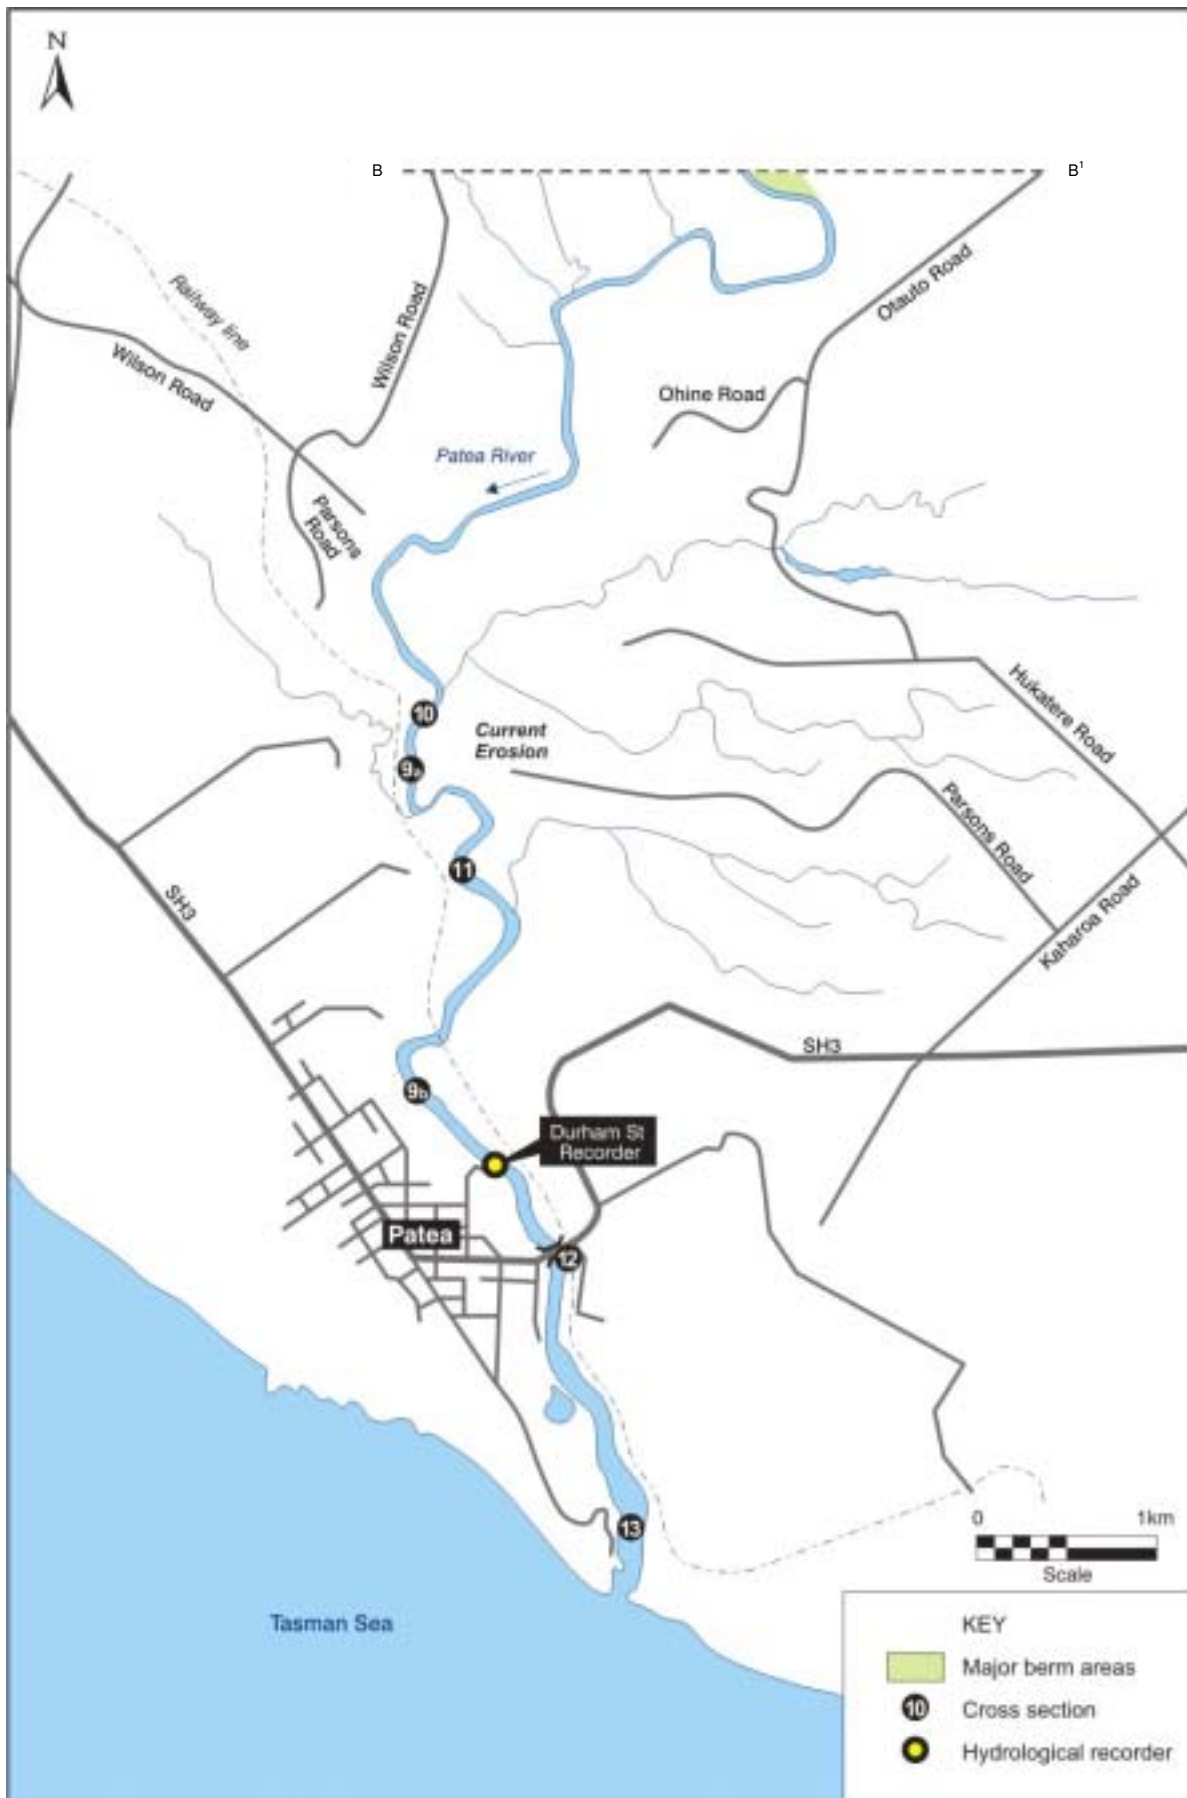 N
B
B¹
Railway line
Wilson Road
Otauto Road
Wilson Road
Ohine Road
Patea River
Parsons
Road
Hukatere Road
10
Current
Erosion
9a
Parsons Road
11
SH3
Kaharoa Road
SH3
9b
Durham St
Recorder
Patea
12
0 1km
13
Scale
Tasman Sea
KEY
Major berm areas
10 Cross section
Hydrological recorder